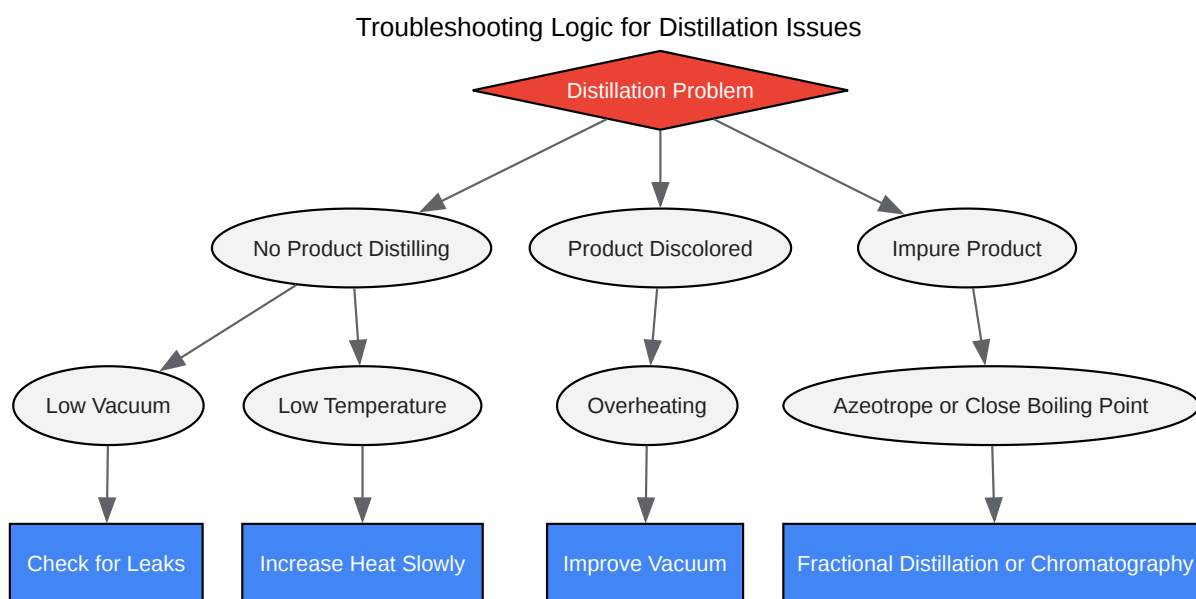 Troubleshooting Logic for Distillation Issues
Distillation Problem
No Product Distilling
Product Discolored
Impure Product
Low Vacuum
Low Temperature
Overheating
Azeotrope or Close Boiling Point
Check for Leaks
Increase Heat Slowly
Improve Vacuum
Fractional Distillation or Chromatography